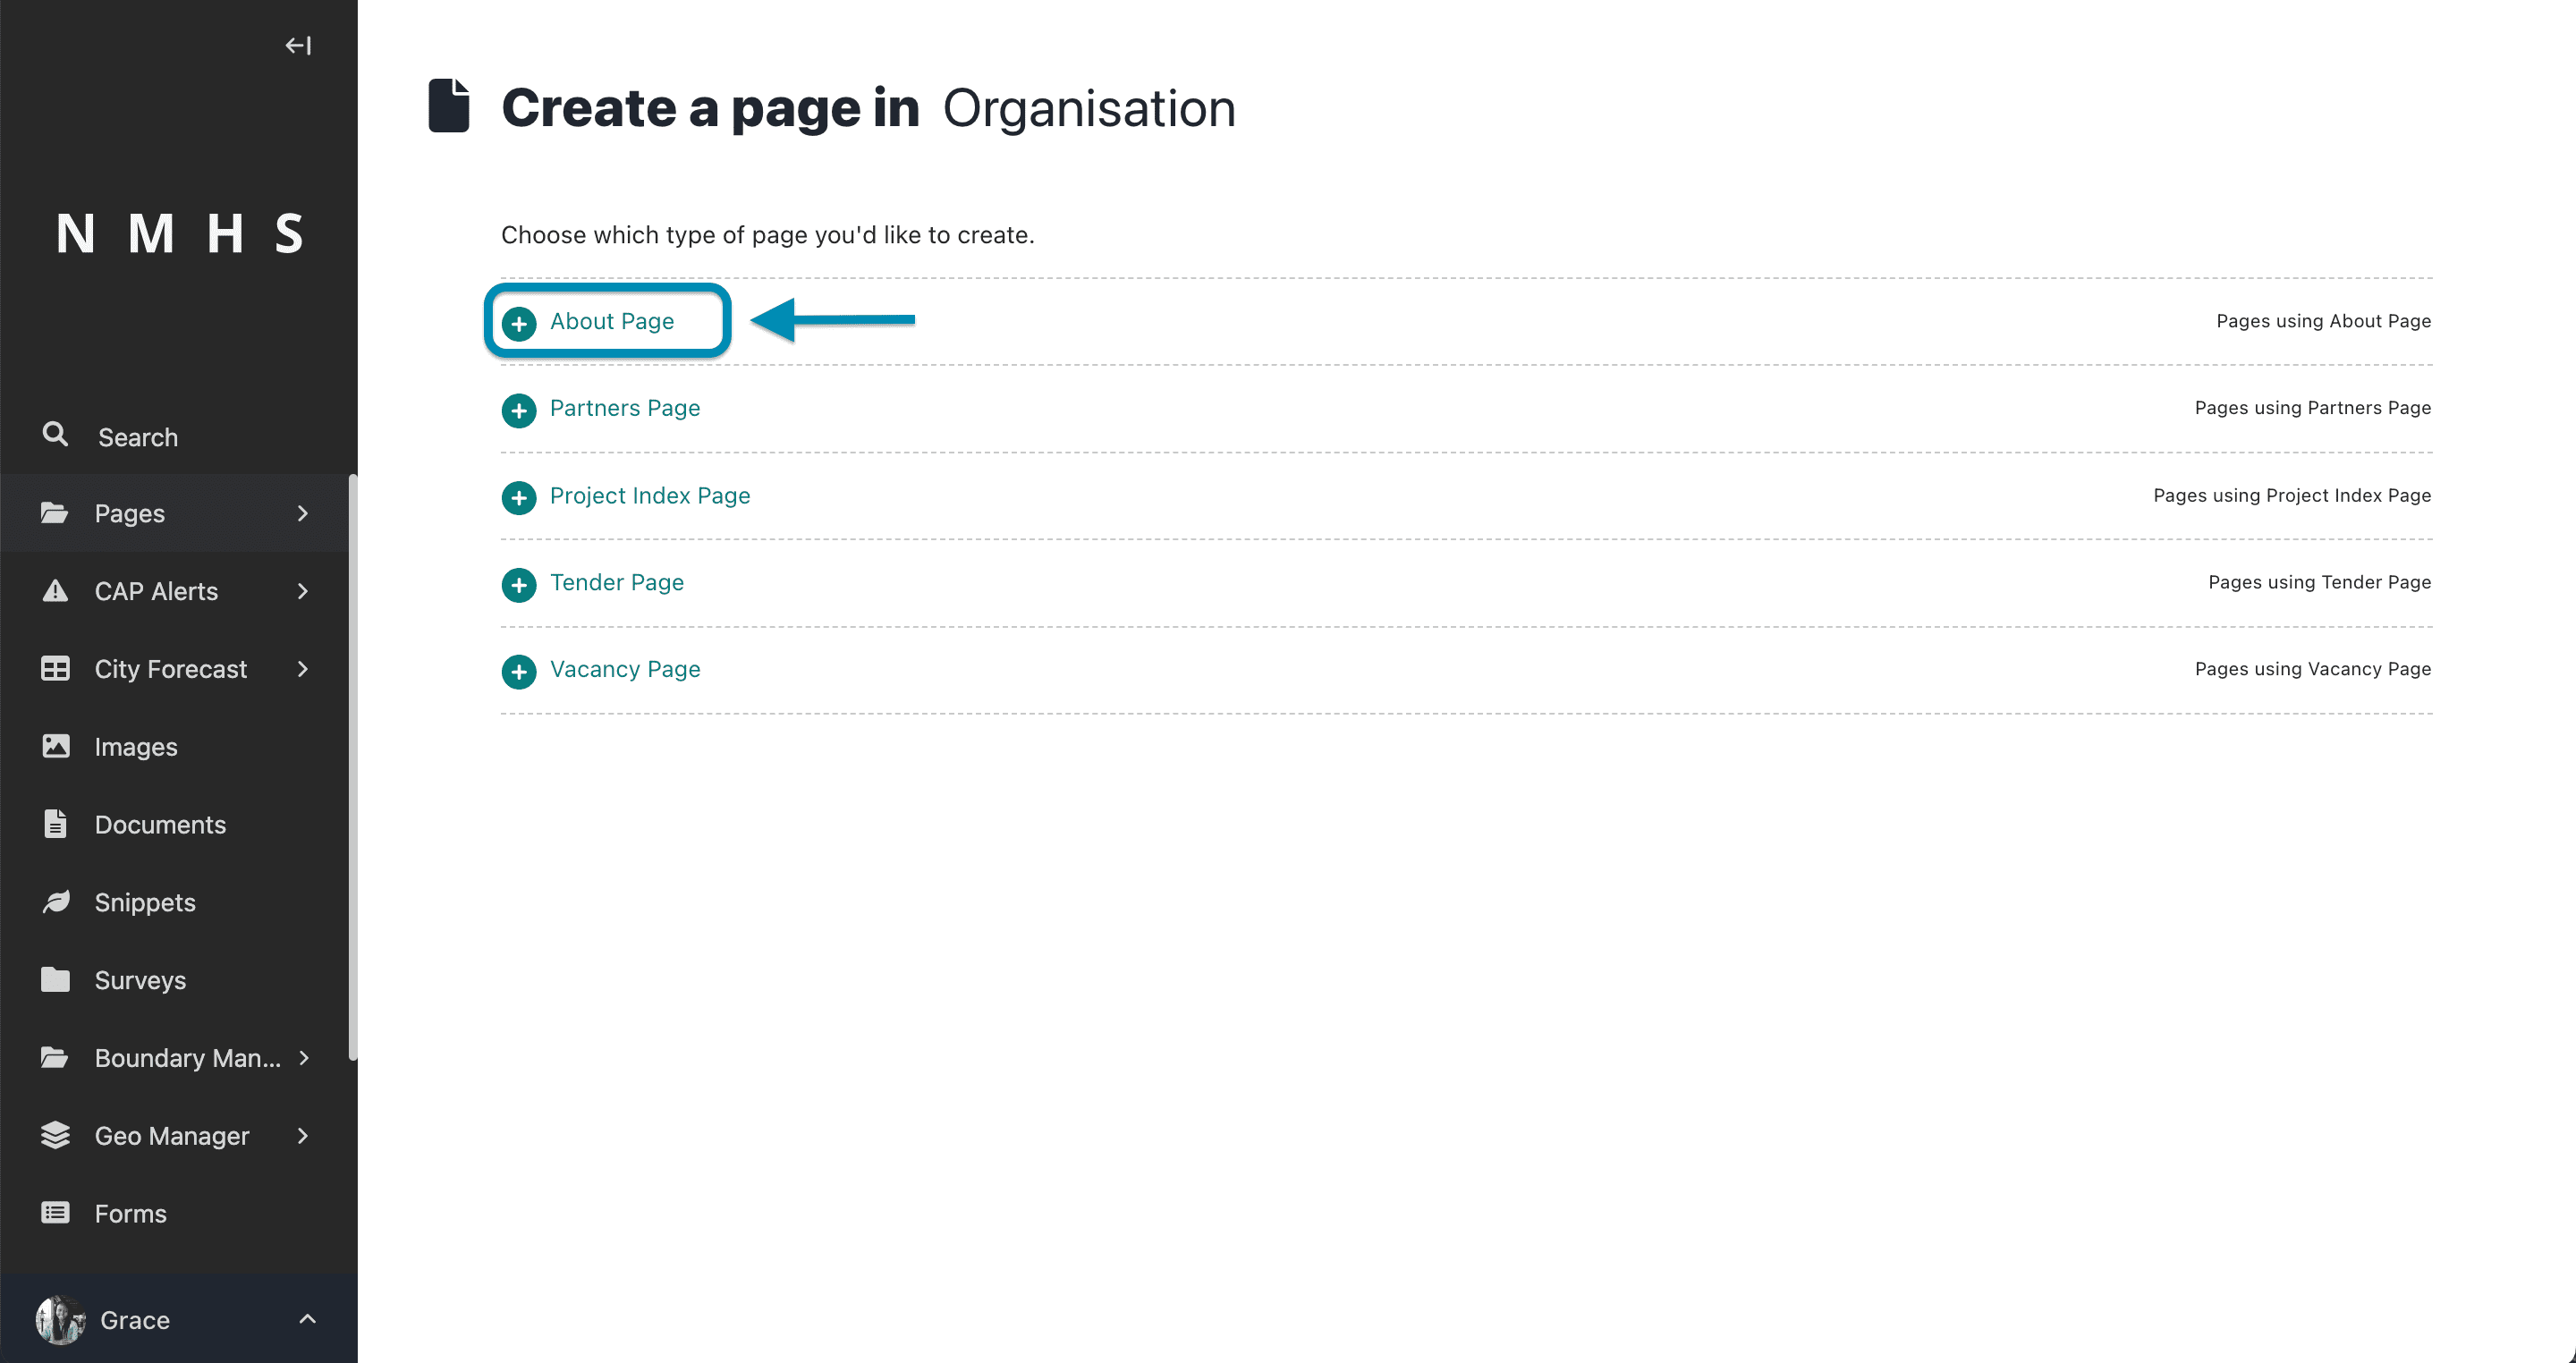 N M H S
Search
Pages
CAP Alerts
City Forecast
Images
Documents
Snippets
Surveys
Boundary Man...
Geo Manager
Forms
Grace
Create a page in Organisation
Choose which type of page you'd like to create.
About Page Pages using About Page
Partners Page Pages using Partners Page
Project Index Page Pages using Project Index Page
Tender Page Pages using Tender Page
Vacancy Page Pages using Vacancy Page